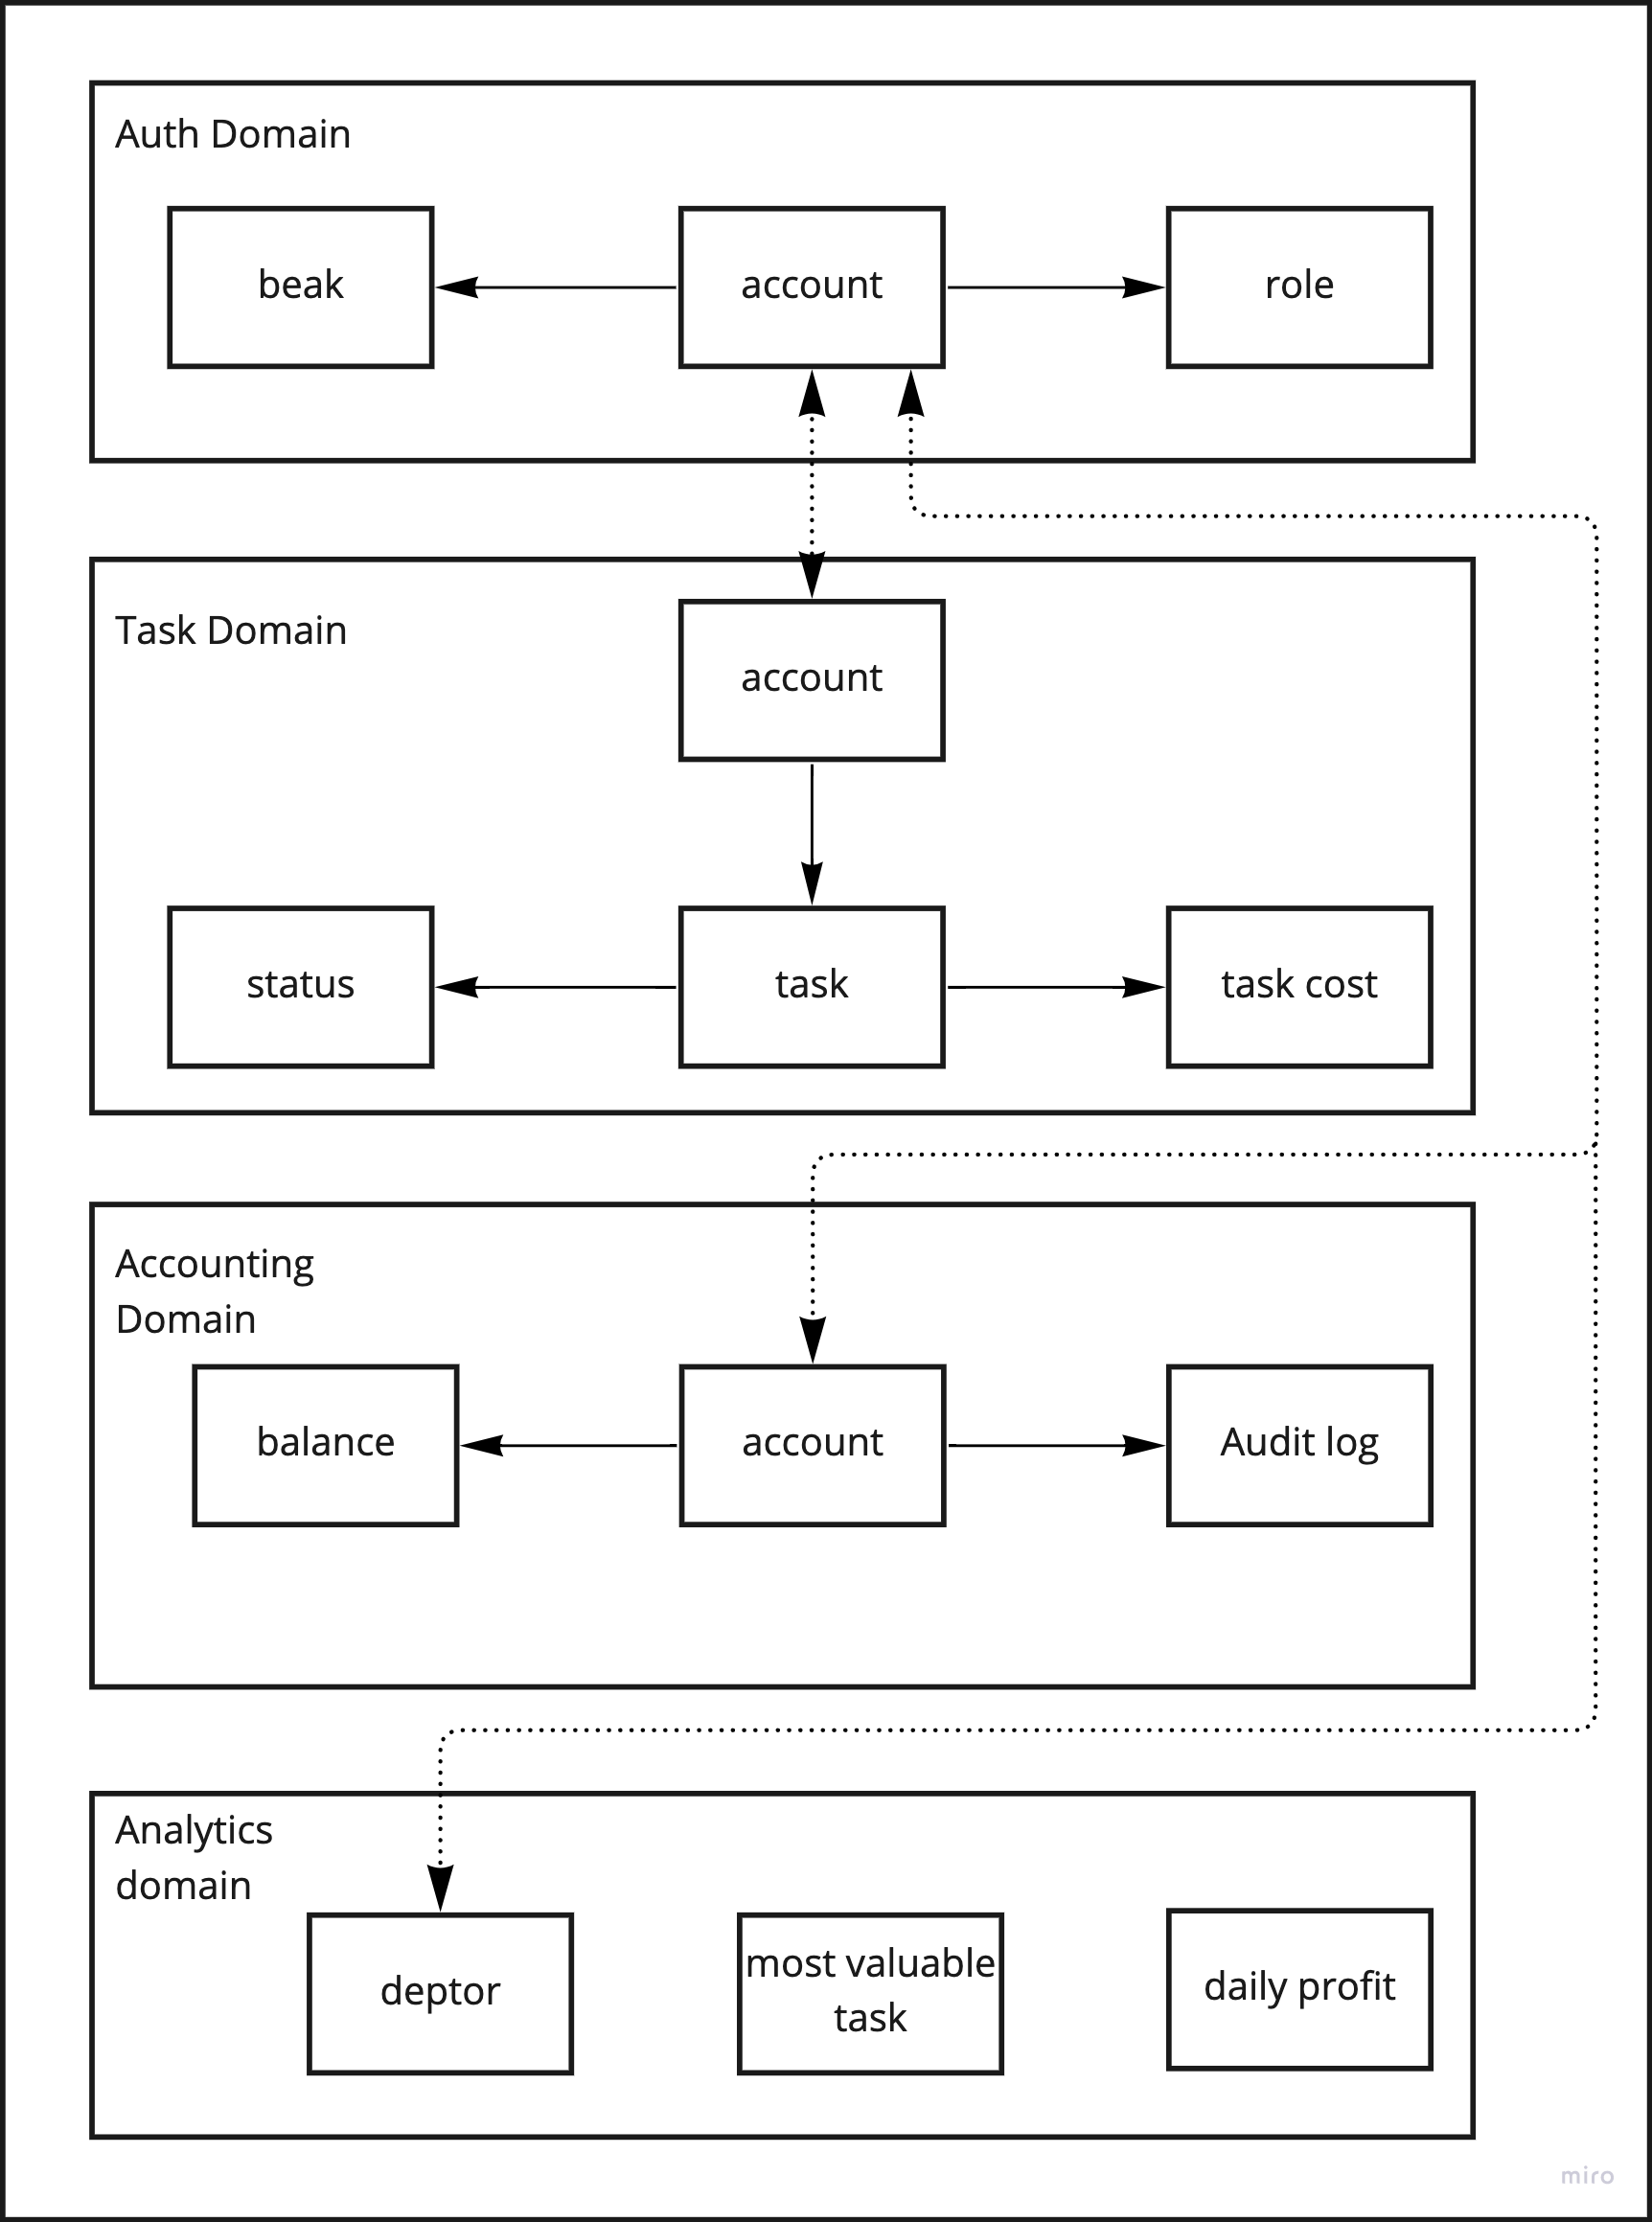 Auth Domain
beak
account
role
Task Domain
account
status
task
task cost
Accounting
Domain
balance
account
Audit log
Analytics
domain
deptor
most valuable
task
daily profit
miro